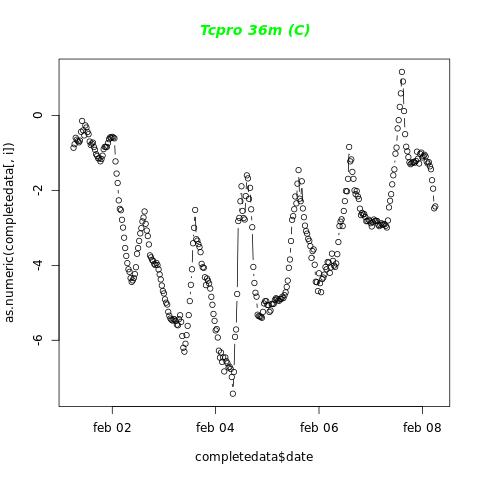 Tcpro 36m (C)
as.numeric(completedata[, i])
0
-2
-4
-6
feb 02
feb 04
feb 06
feb 08
completedata$date